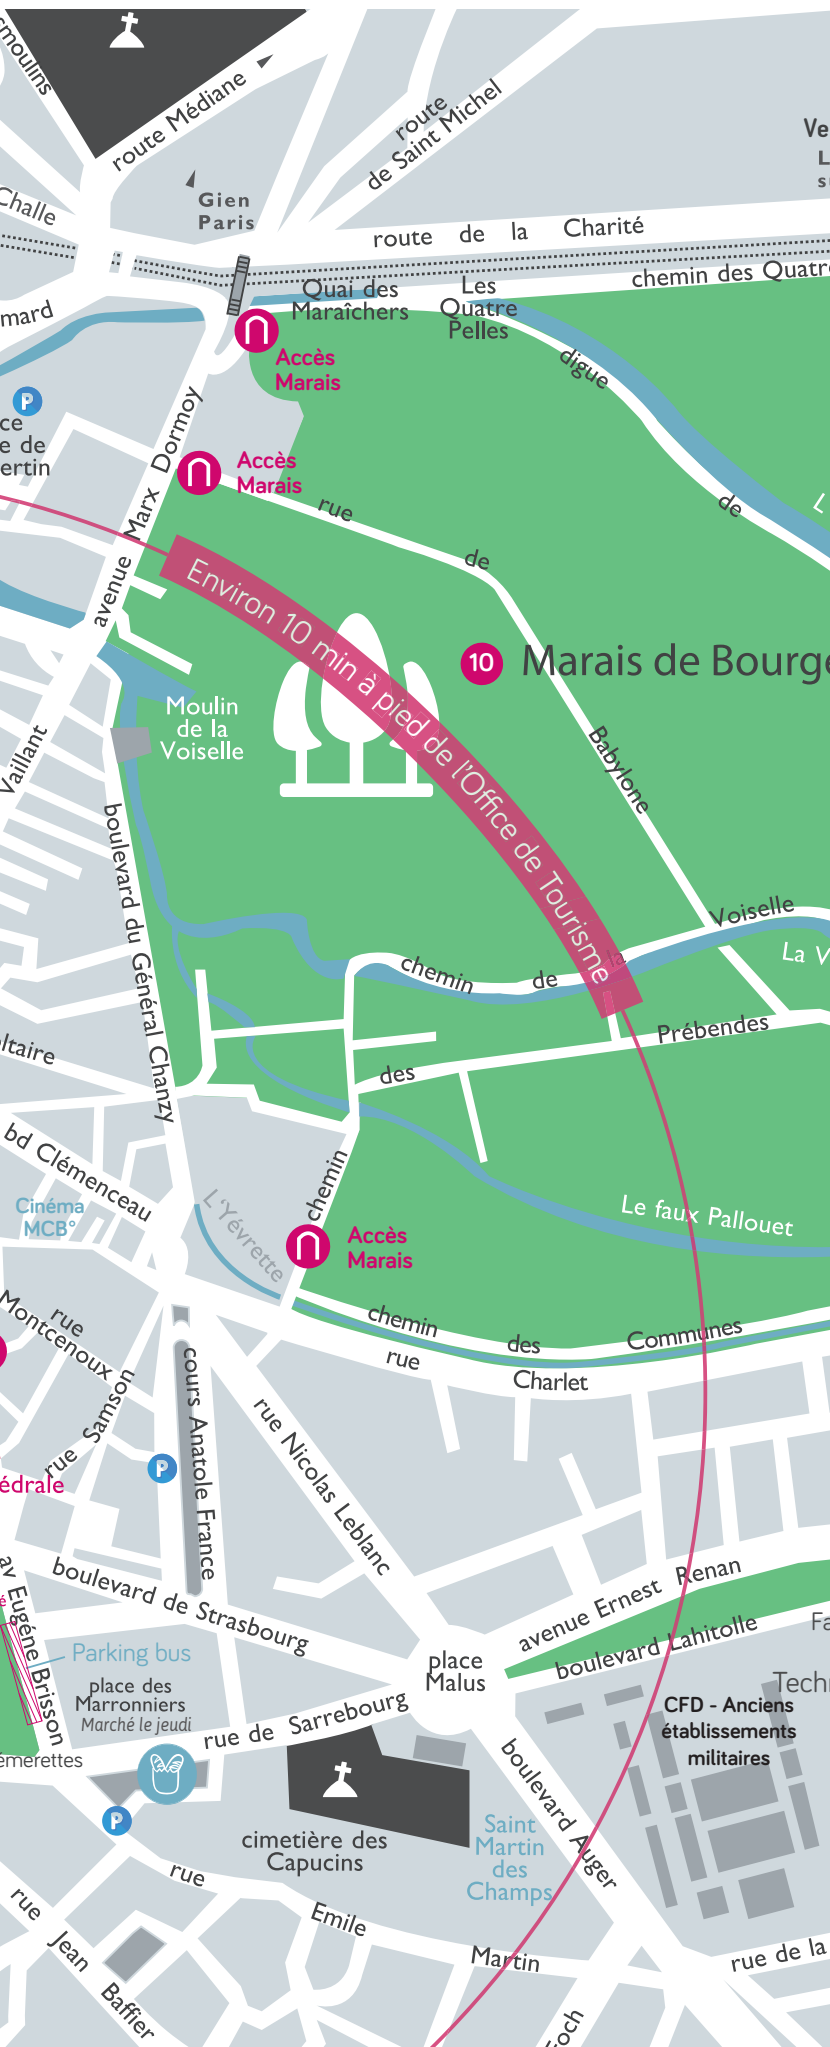 route Médiane
route
de Saint Michel
Gien
Paris
Challe
route de la Charité
Quai des
Maraîchers
Les
Quatre
Pelles
chemin des Quatre
Accès
Marais
digue
de
P
avenue Marx Dormoy
Accès
Marais
rue de Babylone
Environ 10 min à pied de l'Office de Tourisme
10 Marais de Bourge
Moulin
de la
Voiselle
Vaillant
boulevard du Général Chanzy
chemin de la Voiselle
La V
chemin des Prébendes
bd Clémenceau
Cinéma
MCB°
L'Yévrette
Accès
Marais
Le faux Pallouet
chemin des Communes
rue Charlet
rue
Montcenoux
rue Samson
cours Anatole France
rue Nicolas Leblanc
P
édrale
av Eugéne Brisson
boulevard de Strasbourg
avenue Ernest Renan
boulevard Lahitolle
Parking bus
place des
Marronniers
Marché le jeudi
place
Malus
CFD - Anciens
établissements
militaires
rue de Sarrebourg
émerettes
P
cimetière des
Capucins
Saint
Martin
des
Champs
boulevard Auger
rue Emile Martin
rue Jean Baffier
rue de la
Foch